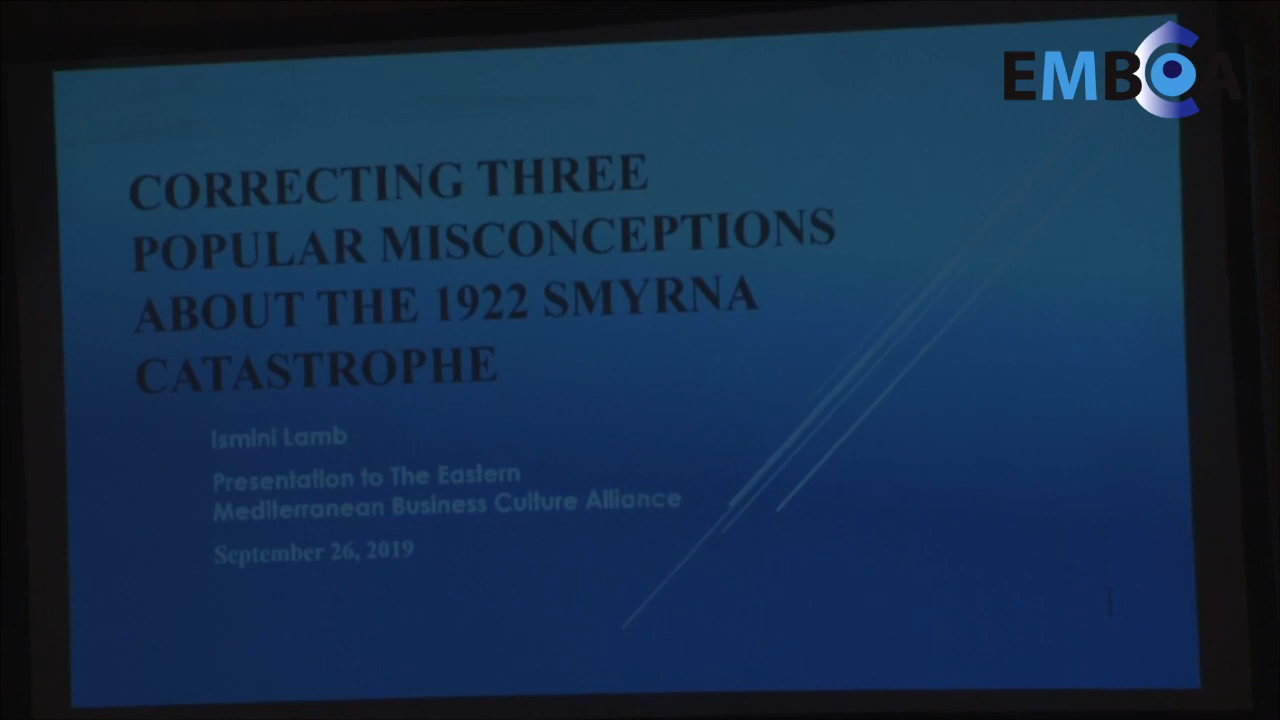 EMBCA
CORRECTING THREE
POPULAR MISCONCEPTIONS
ABOUT THE 1922 SMYRNA
CATASTROPHE
Ismini Lamb
Presentation to The Eastern
Mediterranean Business Culture Alliance
September 26, 2019